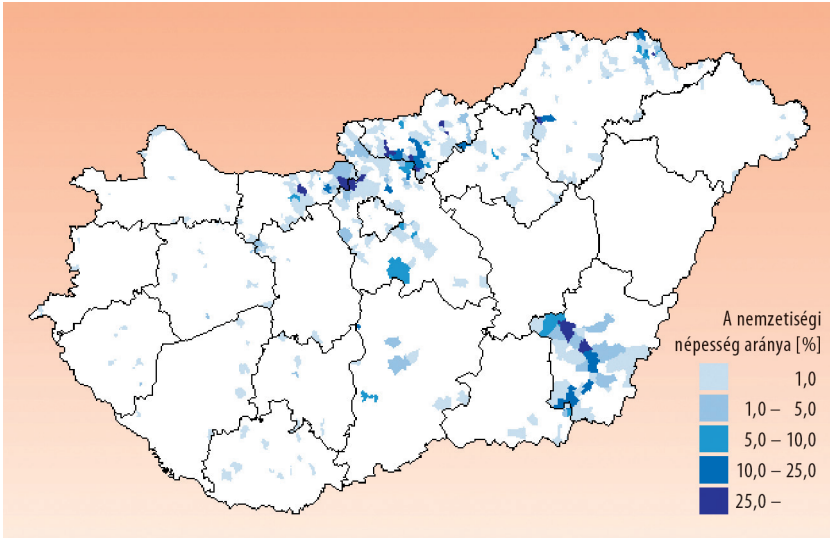 A nemzetiségi
népesség aránya [%]
1,0
1,0 – 5,0
5,0 – 10,0
10,0 – 25,0
25,0 –